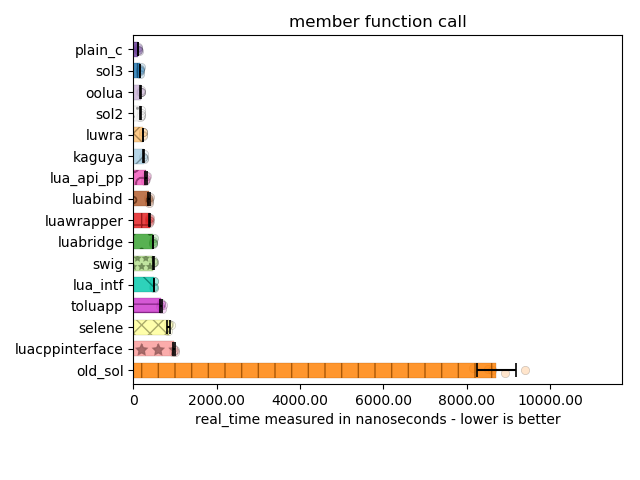 member function call
plain_c
sol3
oolua
sol2
luwra
kaguya
lua_api_pp
luabind
luawrapper
luabridge
swig
lua_intf
toluapp
selene
luacppinterface
old_sol
0 2000.00 4000.00 6000.00 8000.00 10000.00
real_time measured in nanoseconds - lower is better